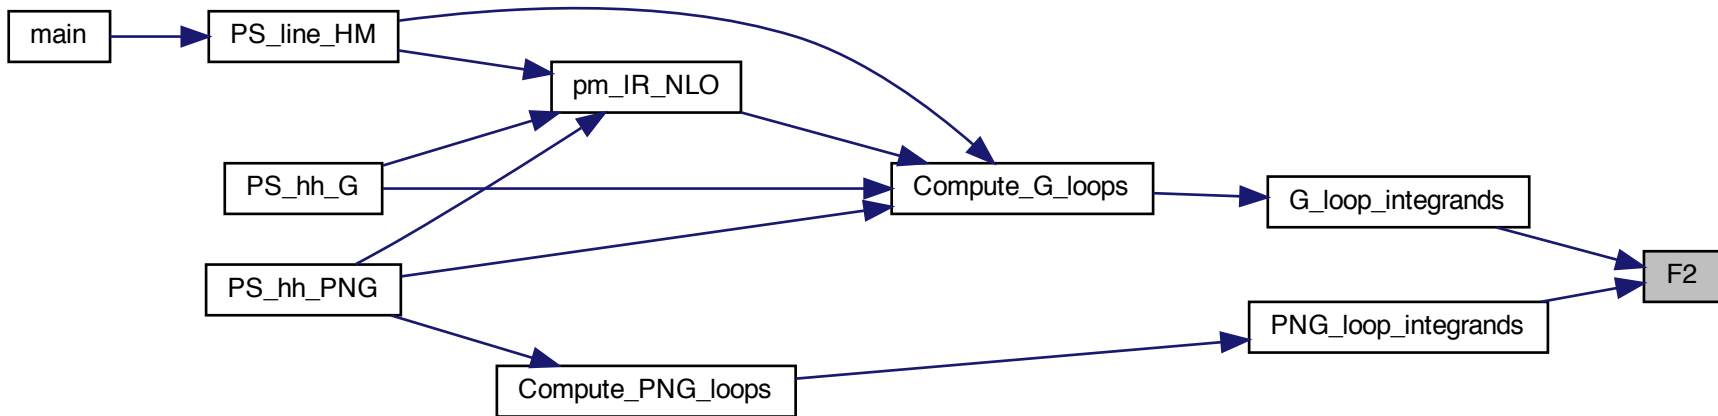 main
PS_line_HM
pm_IR_NLO
PS_hh_G
Compute_G_loops
G_loop_integrands
F2
PS_hh_PNG
PNG_loop_integrands
Compute_PNG_loops